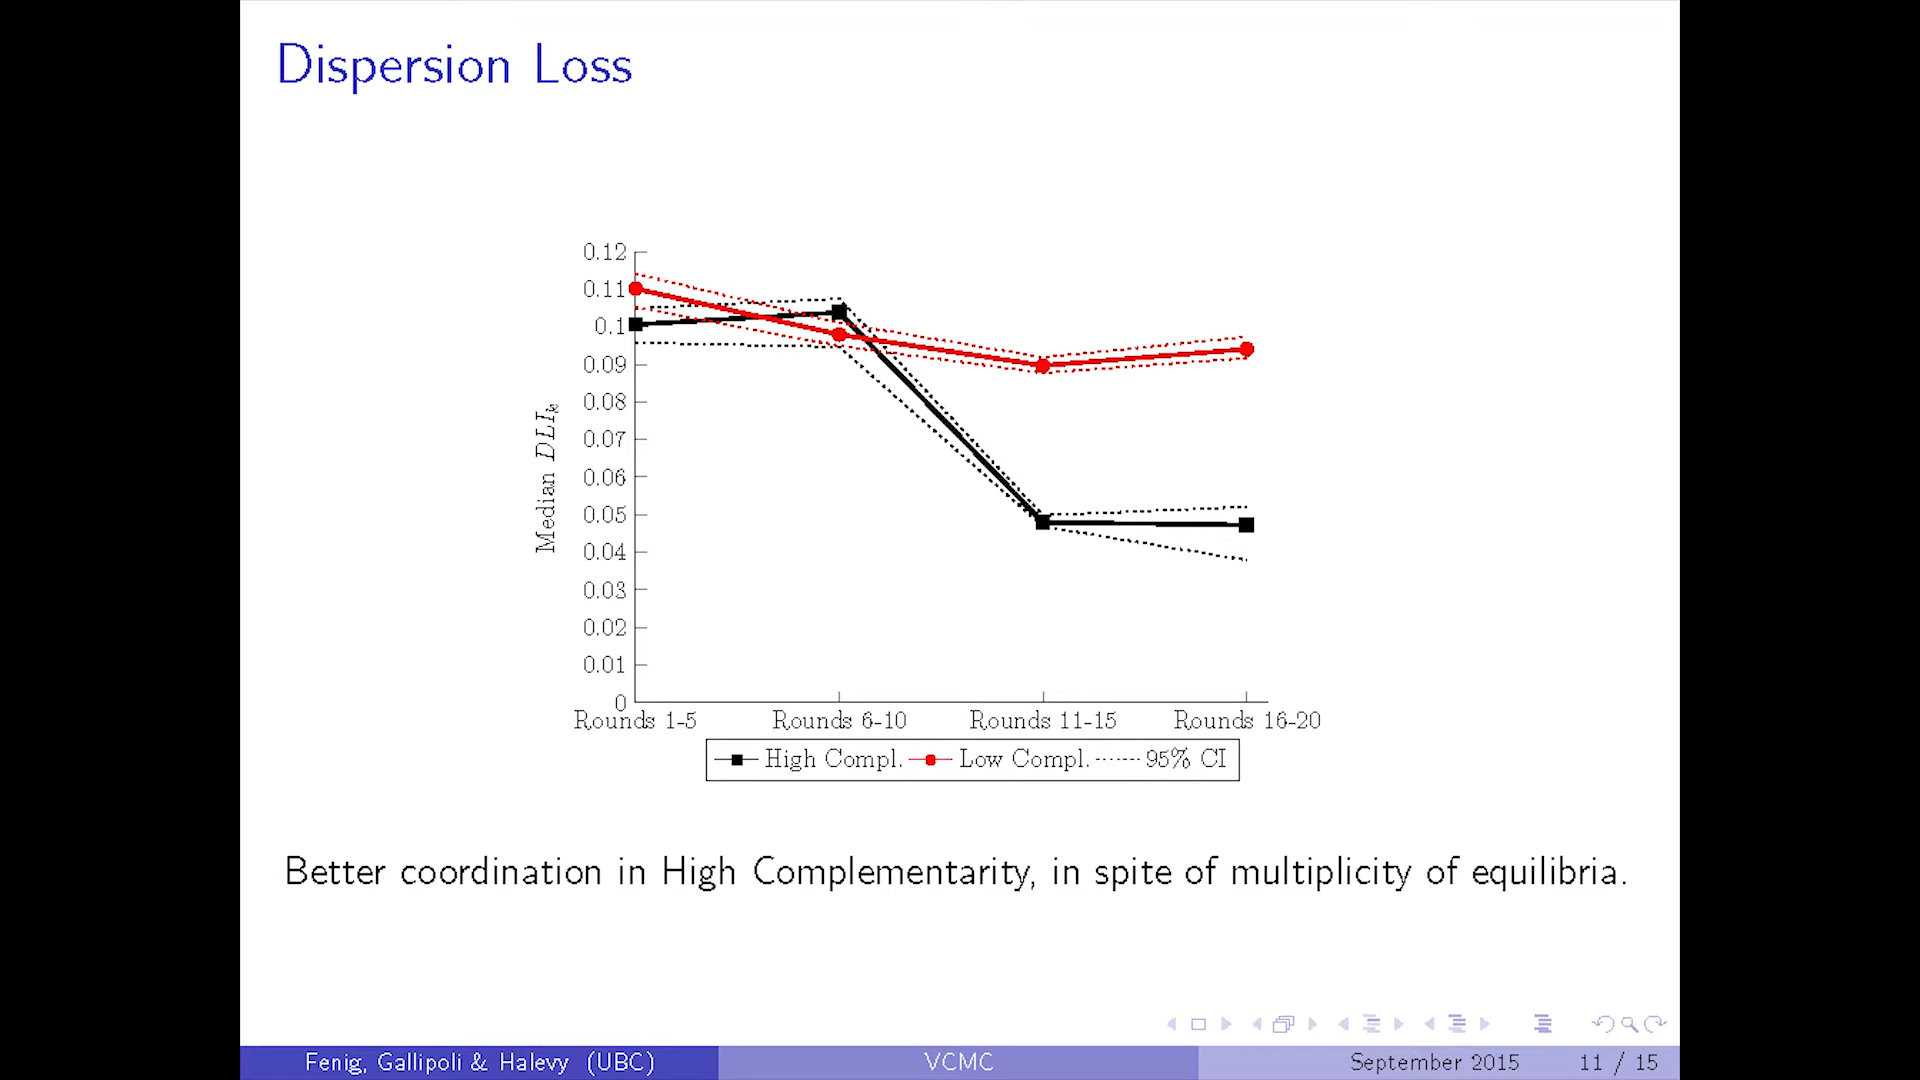 Dispersion Loss
0.12
0.11
0.1
0.09
0.08
0.07
0.06
0.05
0.04
0.03
0.02
0.01
0
Median DLI
Rounds 1-5 Rounds 6-10 Rounds 11-15 Rounds 16-20
High Compl. Low Compl. 95% CI
Better coordination in High Complementarity, in spite of multiplicity of equilibria.
Fenig, Gallipoli & Halevy (UBC) VCMC September 2015 11 / 15